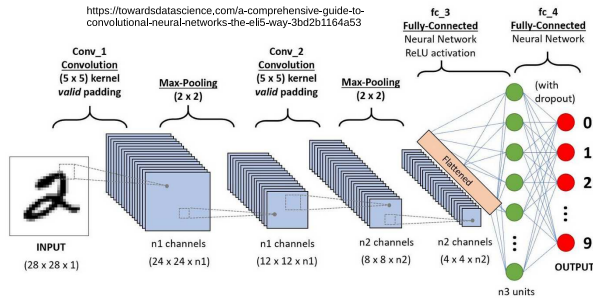 https://towardsdatascience.com/a-comprehensive-guide-to-
convolutional-neural-networks-the-eli5-way-3bd2b1164a53
Conv_1
Convolution
(5 x 5) kernel
valid padding
Max-Pooling
(2 x 2)
Conv_2
Convolution
(5 x 5) kernel
valid padding
Max-Pooling
(2 x 2)
fc_3
Fully-Connected
Neural Network
ReLU activation
fc_4
Fully-Connected
Neural Network
(with
dropout)
Flattened
0
1
2
9
OUTPUT
INPUT
(28 x 28 x 1)
n1 channels
(24 x 24 x n1)
n1 channels
(12 x 12 x n1)
n2 channels
(8 x 8 x n2)
n2 channels
(4 x 4 x n2)
n3 units
2